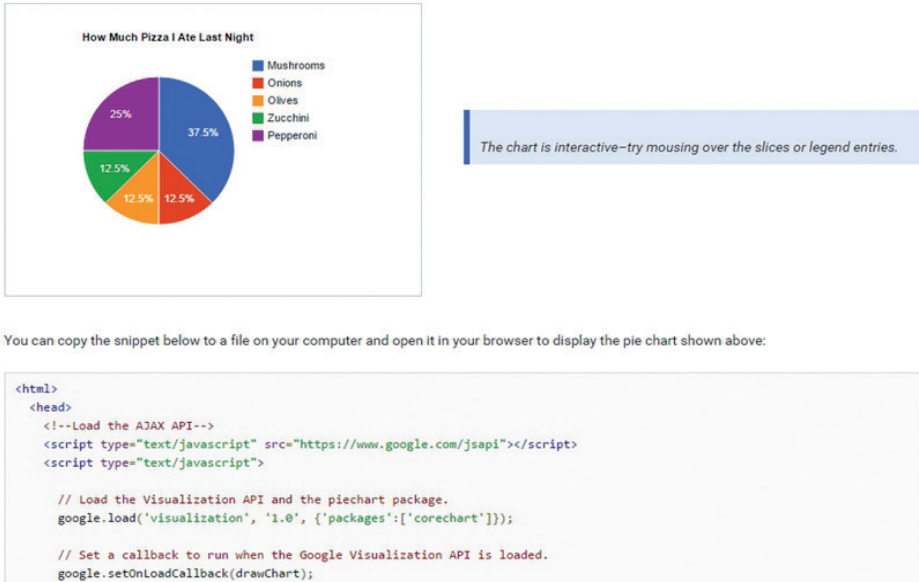 How Much Pizza I Ate Last Night
Mushrooms
Onions
Olives
Zucchini
Pepperoni
25%
37.5%
12.5%
12.5%
12.5%
The chart is interactive–try mousing over the slices or legend entries.
You can copy the snippet below to a file on your computer and open it in your browser to display the pie chart shown above:
<html>
<head>
<!--Load the AJAX API-->
<script type="text/javascript" src="https://www.google.com/jsapi"></script>
<script type="text/javascript">
// Load the Visualization API and the piechart package.
google.load('visualization', '1.0', {'packages':['corechart']});
// Set a callback to run when the Google Visualization API is loaded.
google.setOnLoadCallback(drawChart);